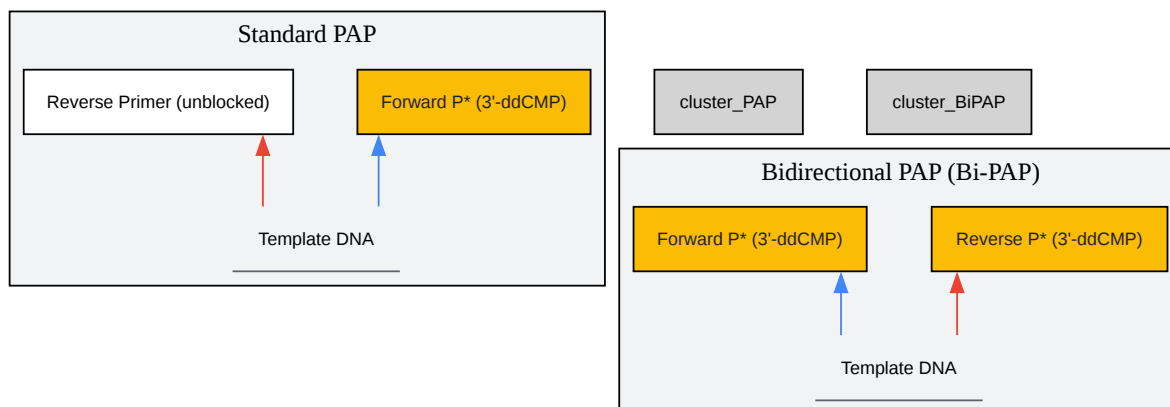 Standard PAP
Reverse Primer (unblocked)
Forward P* (3'-ddCMP)
Template DNA
cluster_PAP
cluster_BiPAP
Bidirectional PAP (Bi-PAP)
Forward P* (3'-ddCMP)
Reverse P* (3'-ddCMP)
Template DNA